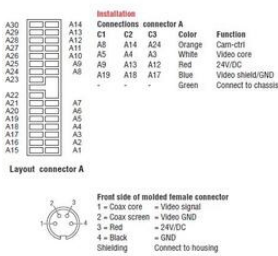 Installation
Connections connector A
C1 C2 C3 Color Function
A8 A14 A24 Orange Cam-ctrl
A5 A4 A3 White Video core
A9 A13 A12 Red 24V/DC
A19 A18 A17 Blue Video shield/GND
- - - Green Connect to chassis
A30 A14
A29 A13
A28 A12
A27 A11
A26 A10
A25 A9
A24 A8
A23
A22
A21 A7
A20 A6
A19 A5
A18 A4
A17 A3
A16 A2
A15 A1
Layout connector A
Front side of molded female connector
1 = Coax core = Video signal
2 = Coax screen = Video GND
3 = Red = 24V/DC
4 = Black = GND
Shielding Connect to housing
2 3
1 4